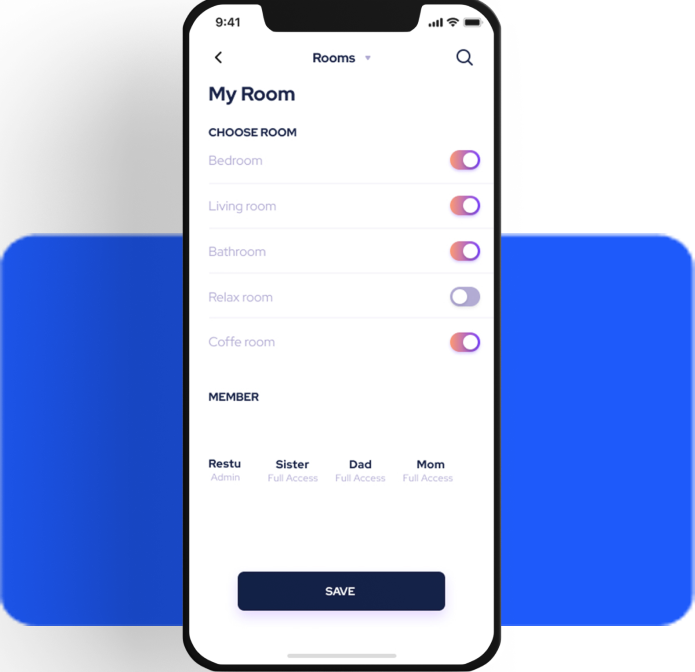 9:41
Rooms
My Room
CHOOSE ROOM
Bedroom
Living room
Bathroom
Relax room
Coffe room
MEMBER
Restu Sister Dad Mom
Admin Full Access Full Access Full Access
SAVE